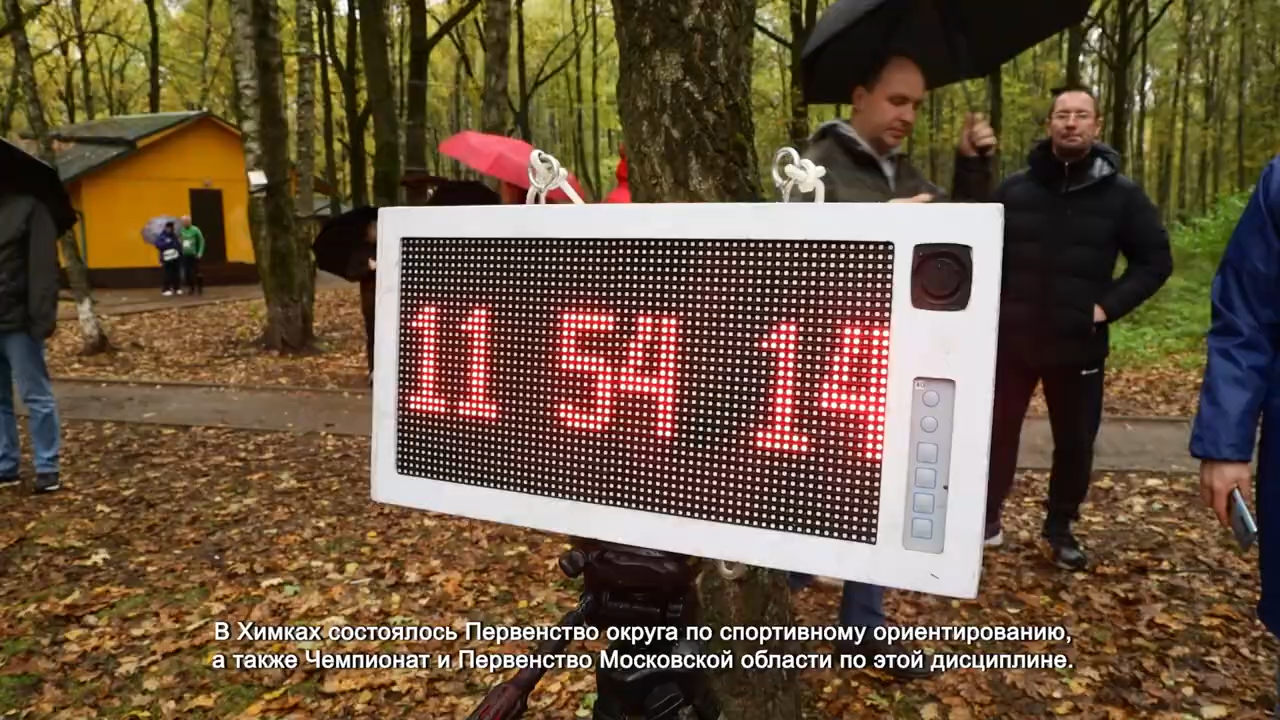 11 54 14
В Химках состоялось Первенство округа по спортивному ориентированию,
а также Чемпионат и Первенство Московской области по этой дисциплине.